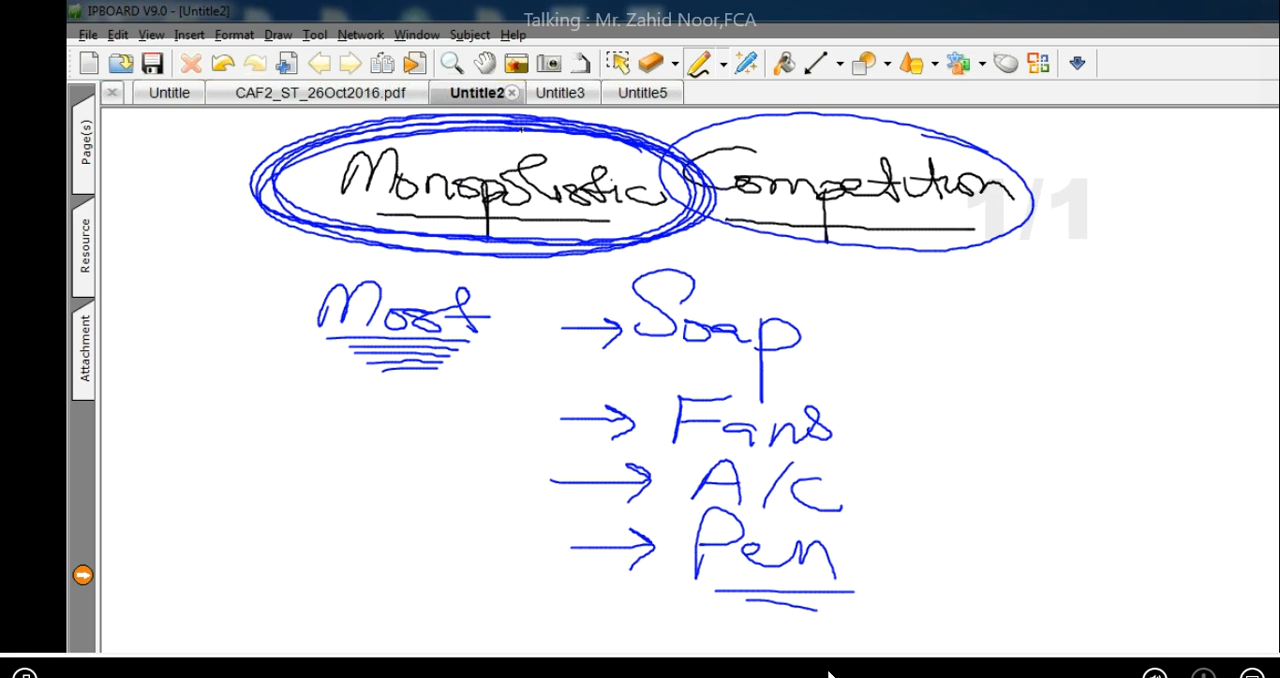 IPBOARD V9.0 - [Untitle2]
Talking : Mr. Zahid Noor,FCA
File Edit View Insert Format Draw Tool Network Window Subject Help
Untitle CAF2_ST_26Oct2016.pdf Untitle2 Untitle3 Untitle5
Page(s)
Resource
Attachment
Monopolistic Competition
1/1
Most → Soap
→ Fans
→ A/C
→ Pen